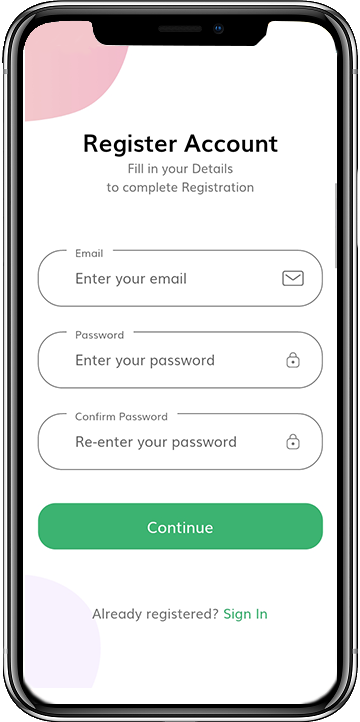 Register Account
Fill in your Details
to complete Registration
Email
Enter your email
Password
Enter your password
Confirm Password
Re-enter your password
Continue
Already registered? Sign In